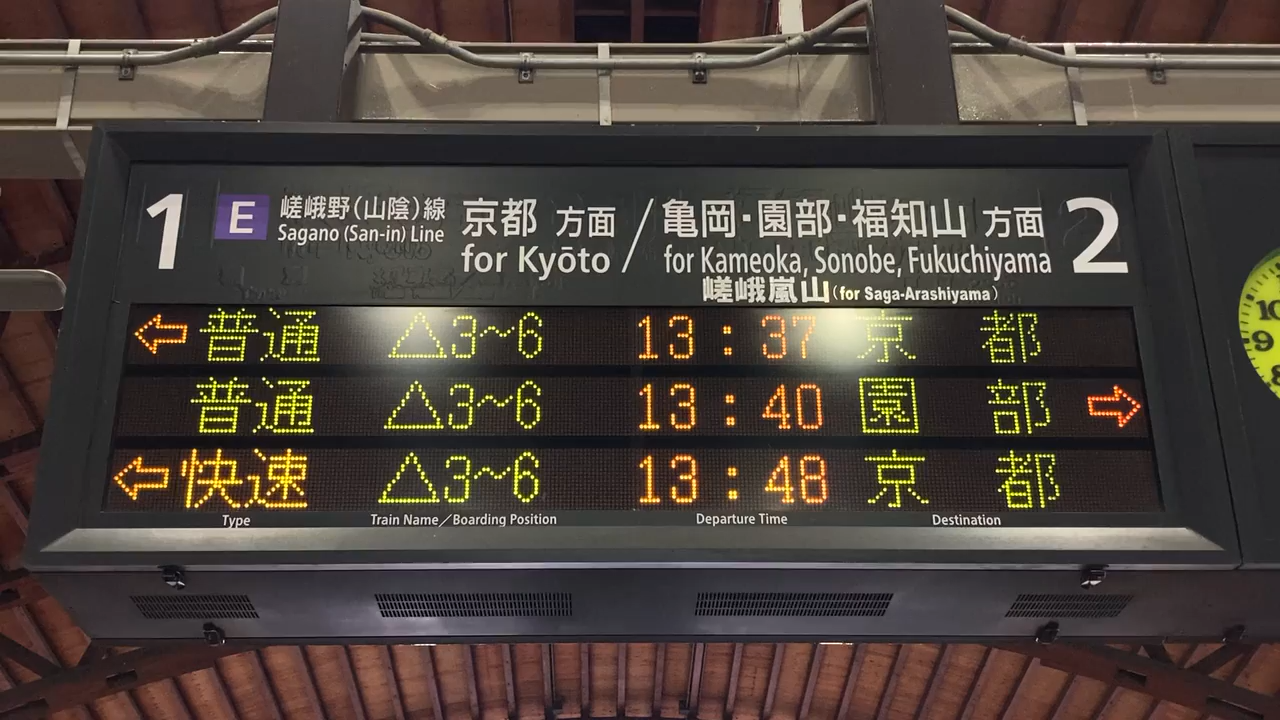 1 E 嵯峨野(山陰)線 京都 方面 / 亀岡・園部・福知山 方面 2
Sagano (San-in) Line for Kyōto for Kameoka, Sonobe, Fukuchiyama
嵯峨嵐山 (for Saga-Arashiyama)
← 普通 △3~6 13:37 京都
普通 △3~6 13:40 園部 →
← 快速 △3~6 13:48 京都
Type Train Name/Boarding Position Departure Time Destination
10
9
8